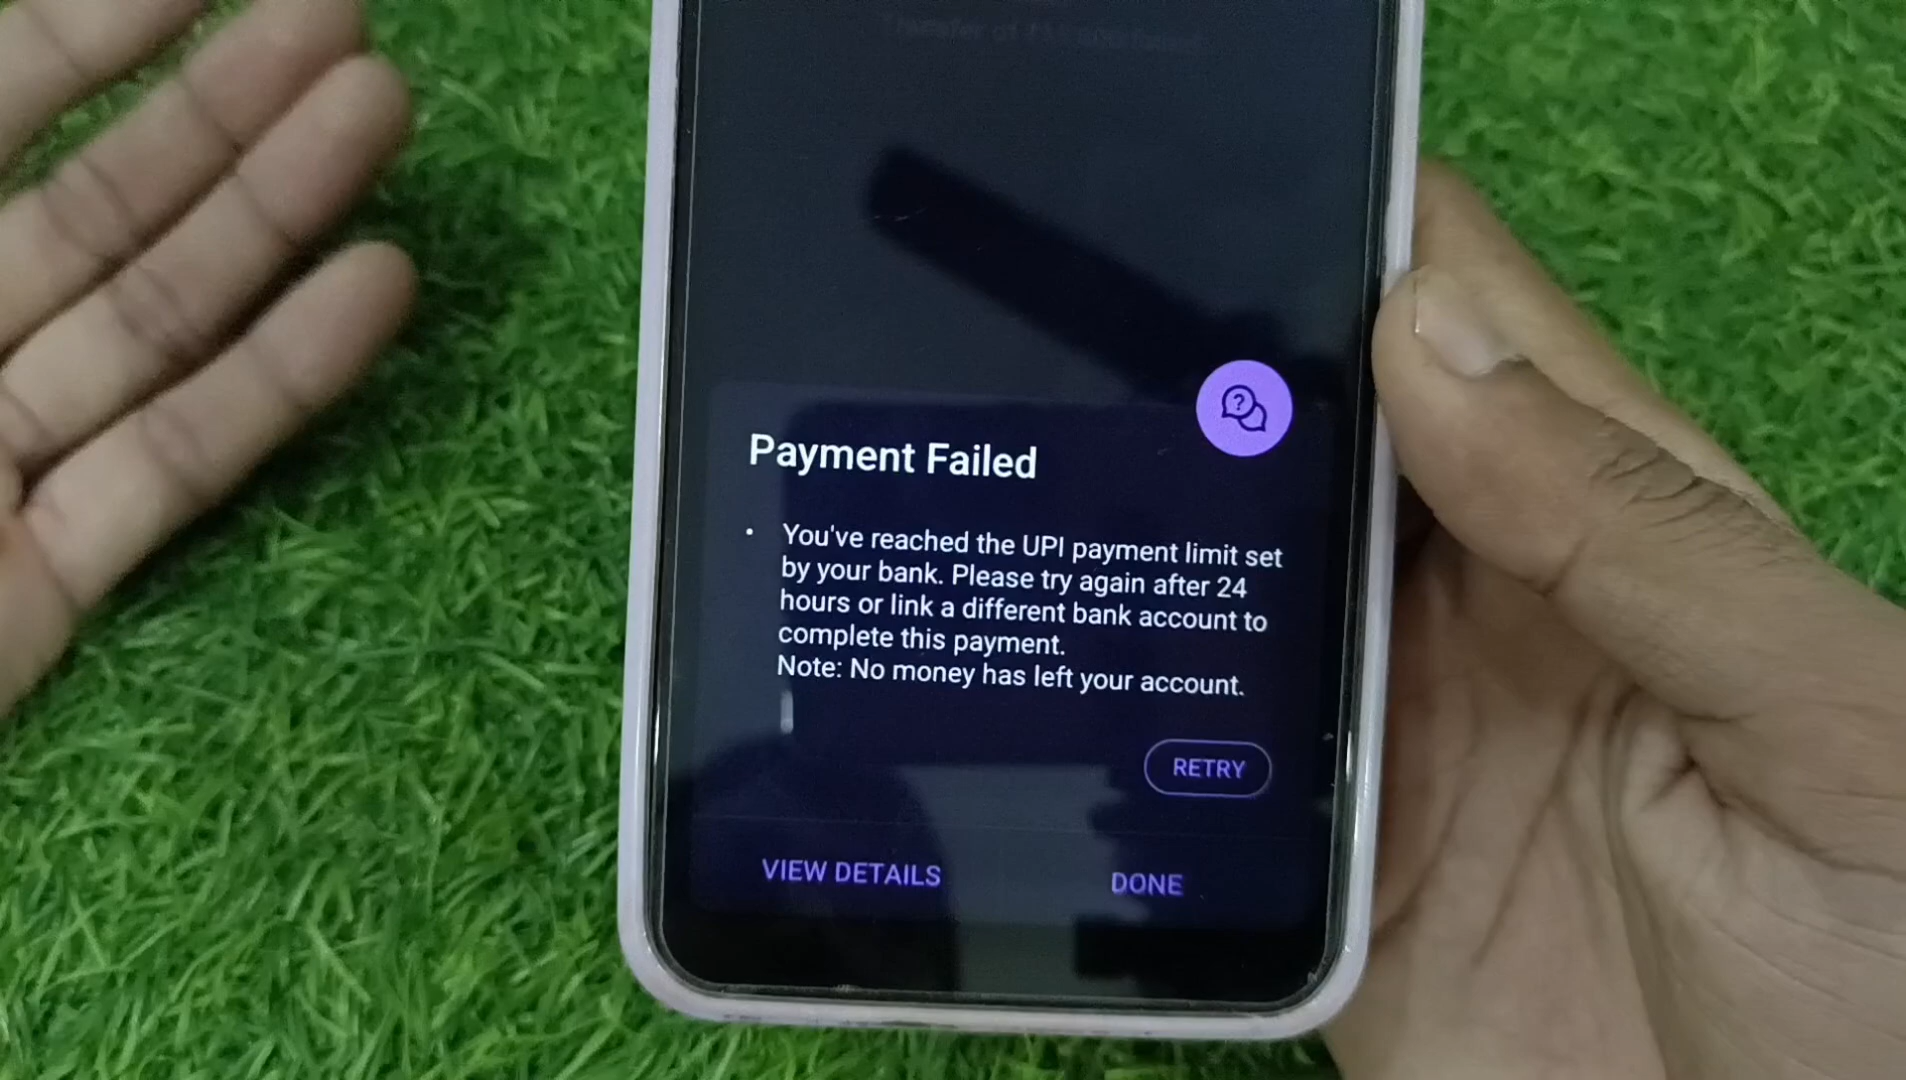 Payment Failed
• You've reached the UPI payment limit set
by your bank. Please try again after 24
hours or link a different bank account to
complete this payment.
Note: No money has left your account.
RETRY
VIEW DETAILS
DONE